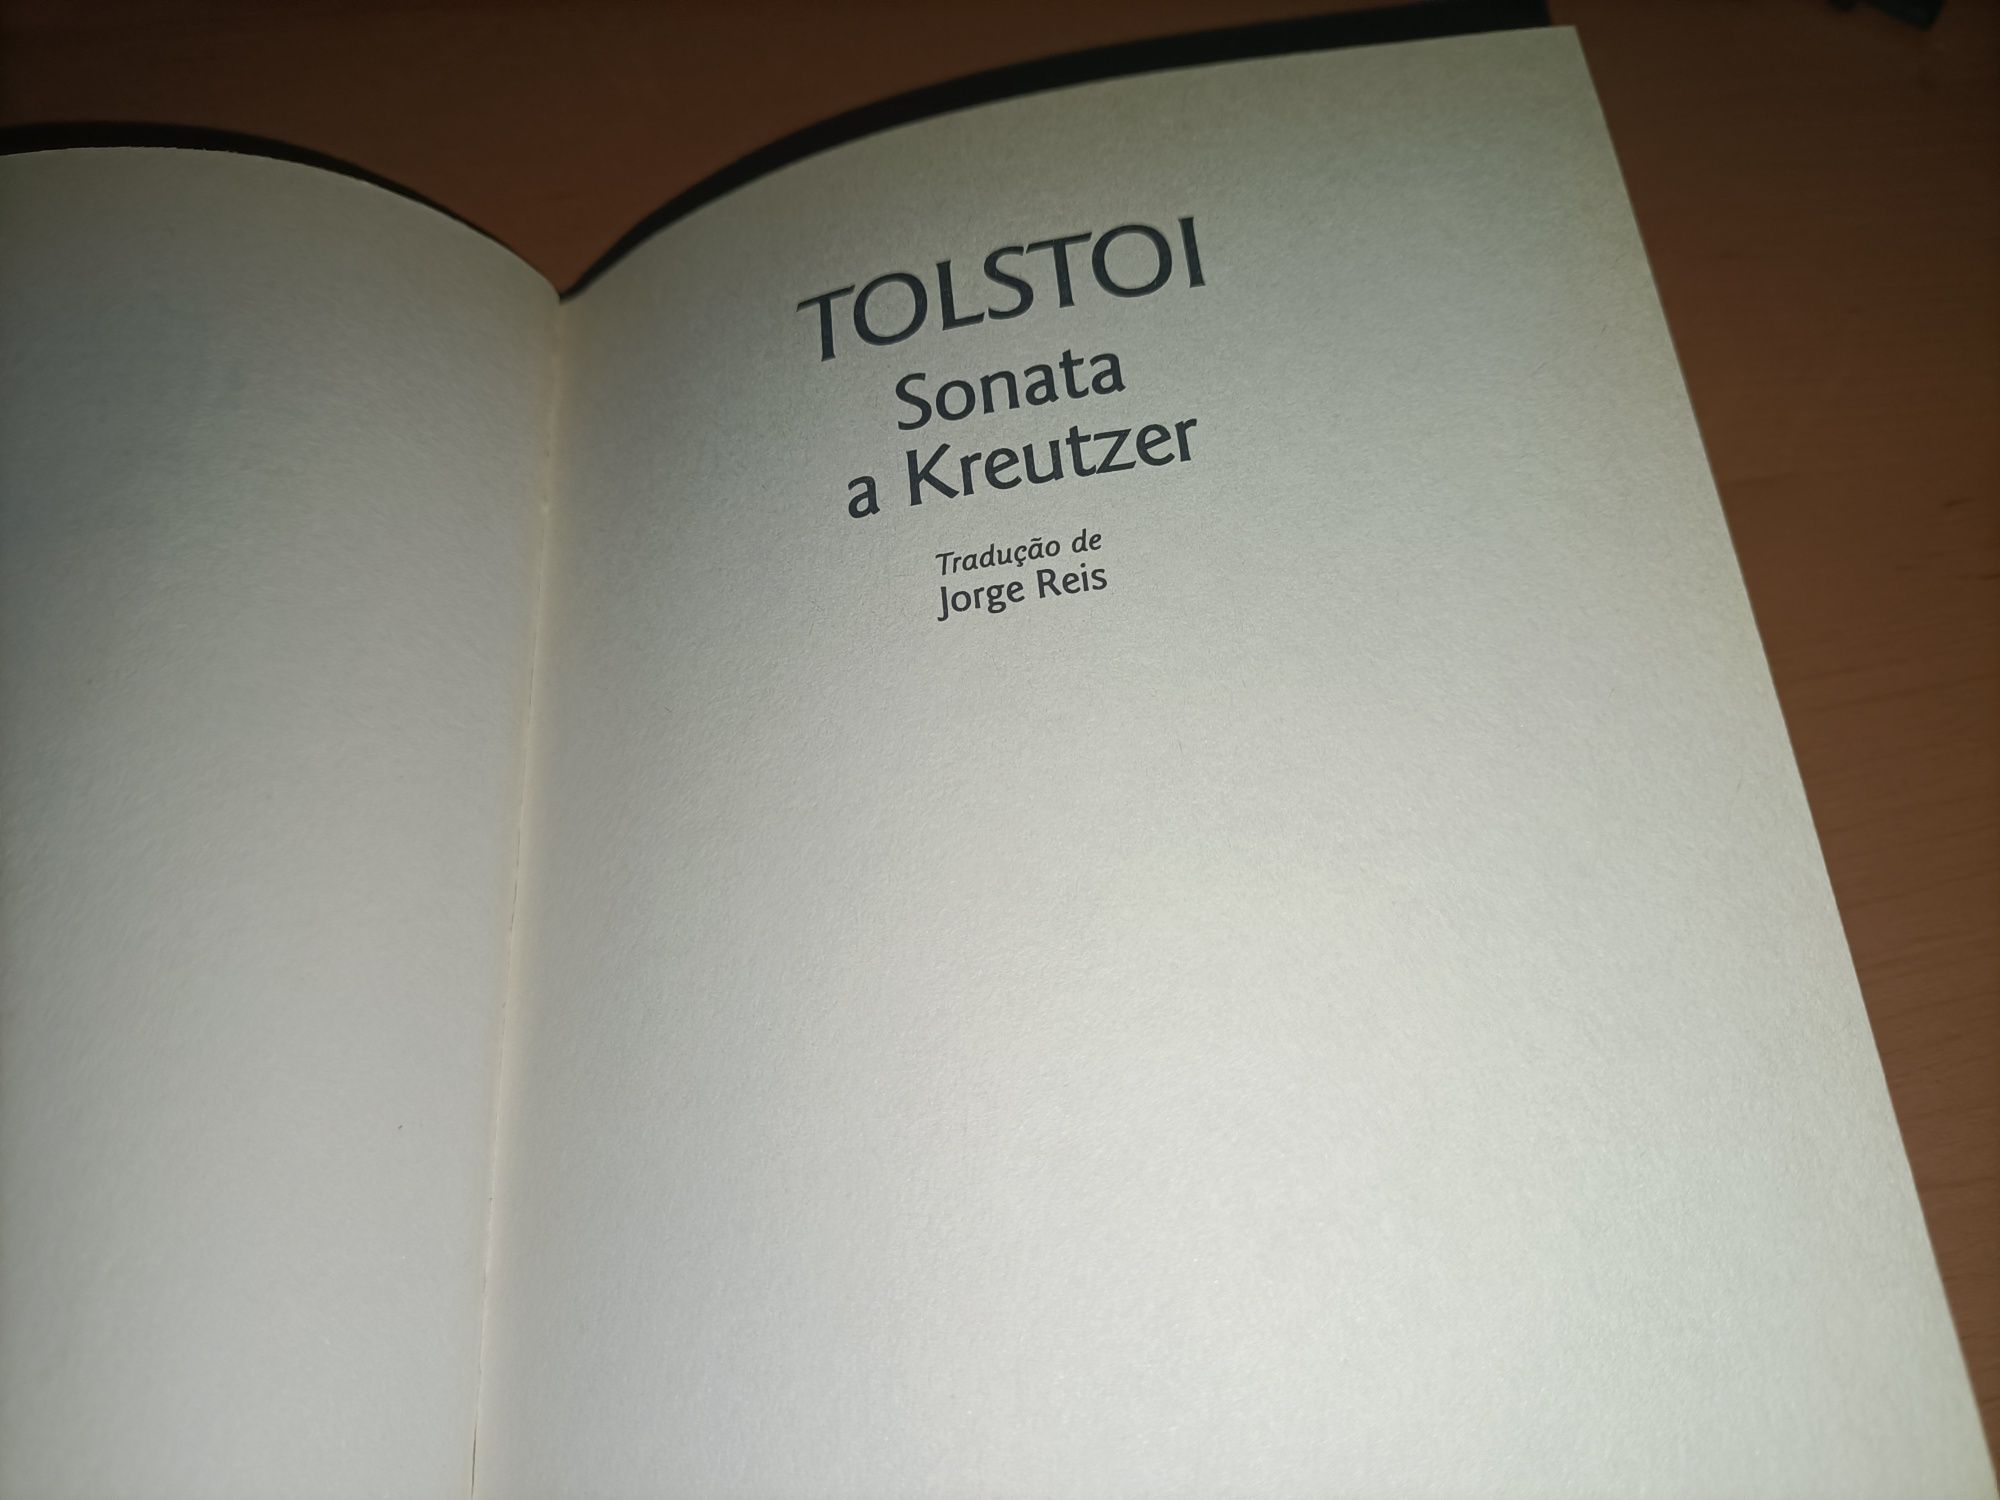 TOLSTOI
Sonata
a Kreutzer
Tradução de
Jorge Reis